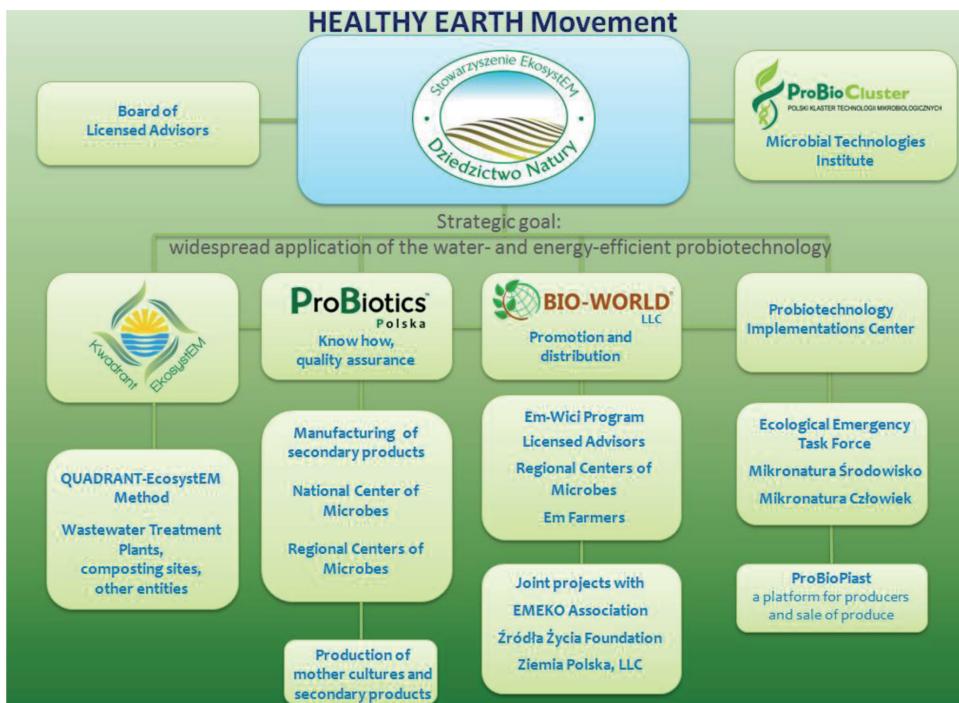 HEALTHY EARTH Movement
Board of
Licensed Advisors
Stowarzyszenie EkosystEM
Dziedzictwo Natury
ProBioCluster
POLSKI KLASTER TECHNOLOGII MIKROBIOLOGICZNYCH
Microbial Technologies
Institute
Strategic goal:
widespread application of the water- and energy-efficient probiotechnology
Kwadrant EkosystEM
ProBiotics™
Polska
Know how,
quality assurance
BIO-WORLD®
LLC
Promotion and
distribution
Probiotechnology
Implementations Center
QUADRANT-EcosystEM
Method
Wastewater Treatment
Plants,
composting sites,
other entities
Manufacturing of
secondary products
National Center of
Microbes
Regional Centers of
Microbes
Production of
mother cultures and
secondary products
Em-Wici Program
Licensed Advisors
Regional Centers of
Microbes
Em Farmers
Joint projects with
EMEKO Association
Źródła Życia Foundation
Ziemia Polska, LLC
Ecological Emergency
Task Force
Mikronatura Środowisko
Mikronatura Człowiek
ProBioPiast
a platform for producers
and sale of produce